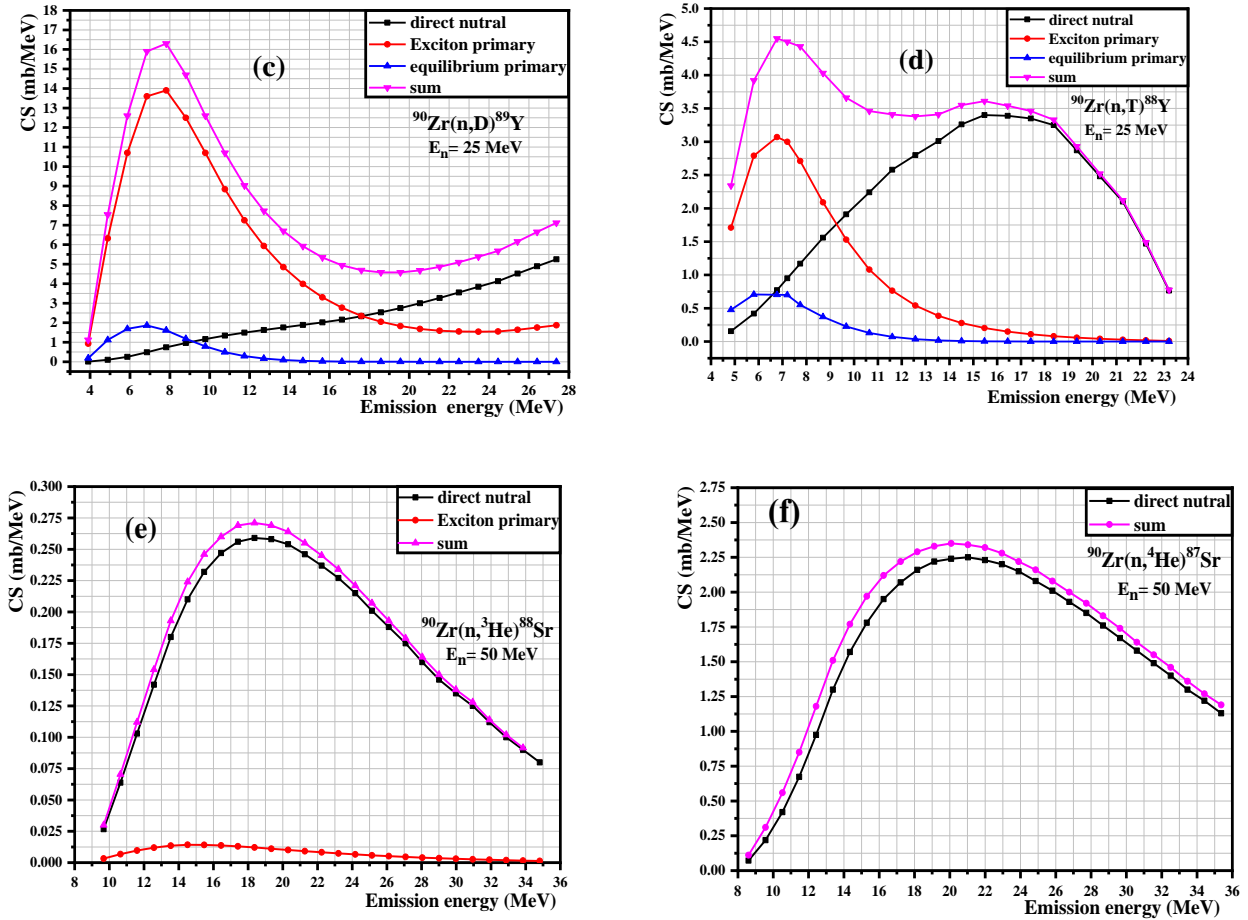 direct nutral
Exciton primary
equilibrium primary
sum
(c)
⁹⁰Zr(n,D)⁸⁹Y
Eₙ= 25 MeV
CS (mb/MeV)
18
17
16
15
14
13
12
11
10
9
8
7
6
5
4
3
2
1
0
4 6 8 10 12 14 16 18 20 22 24 26 28
Emission energy (MeV)
direct nutral
Exciton primary
equilibrium primary
sum
(d)
⁹⁰Zr(n,T)⁸⁸Y
Eₙ= 25 MeV
CS (mb/MeV)
5.0
4.5
4.0
3.5
3.0
2.5
2.0
1.5
1.0
0.5
0.0
4 5 6 7 8 9 10 11 12 13 14 15 16 17 18 19 20 21 22 23 24
Emission energy (MeV)
direct nutral
Exciton primary
sum
(e)
⁹⁰Zr(n,³He)⁸⁸Sr
Eₙ= 50 MeV
CS (mb/MeV)
0.300
0.275
0.250
0.225
0.200
0.175
0.150
0.125
0.100
0.075
0.050
0.025
0.000
8 10 12 14 16 18 20 22 24 26 28 30 32 34 36
Emission energy (MeV)
direct nutral
sum
(f)
⁹⁰Zr(n,⁴He)⁸⁷Sr
Eₙ= 50 MeV
CS (mb/MeV)
2.75
2.50
2.25
2.00
1.75
1.50
1.25
1.00
0.75
0.50
0.25
0.00
8 10 12 14 16 18 20 22 24 26 28 30 32 34 36
Emission energy (MeV)